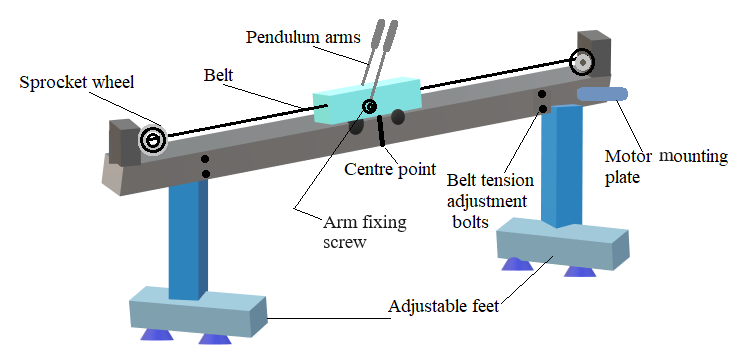 Pendulum arms
Sprocket wheel
Belt
Centre point
Belt tension
adjustment
bolts
Motor mounting
plate
Arm fixing
screw
Adjustable feet